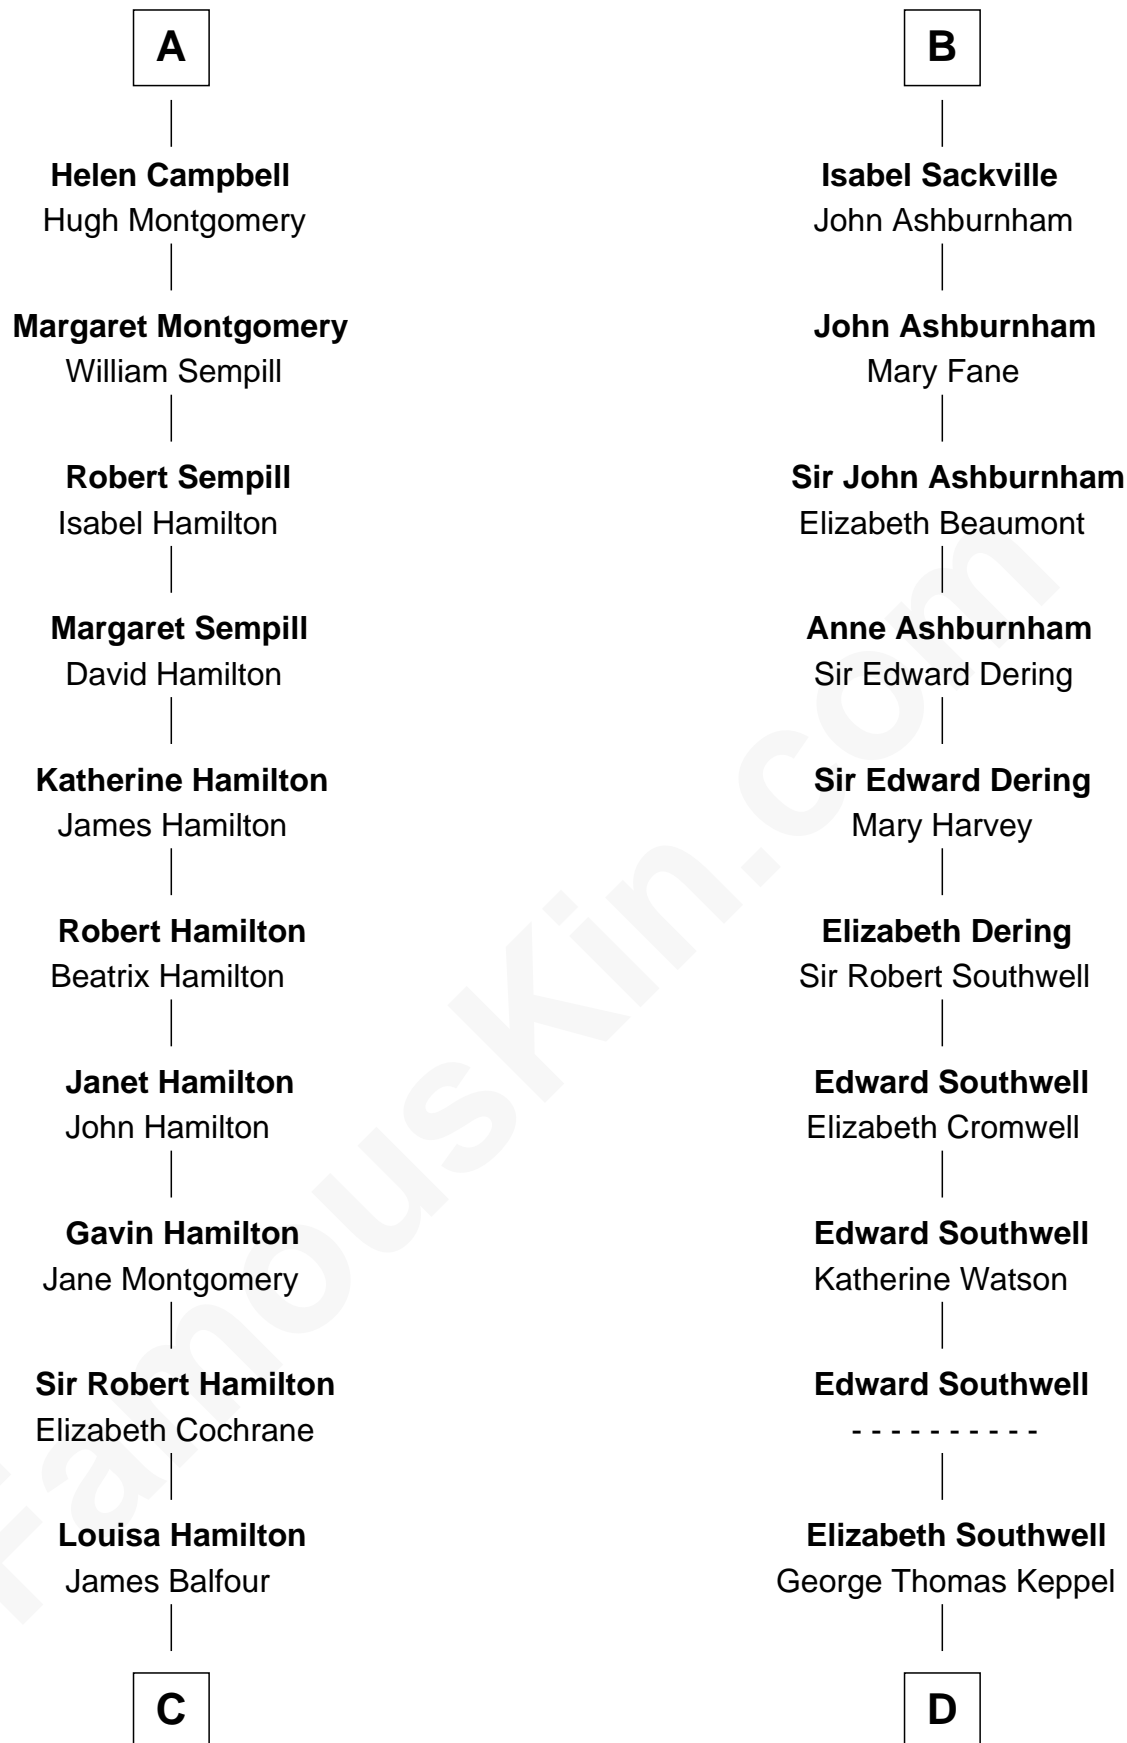 A
Helen Campbell
Hugh Montgomery
Margaret Montgomery
William Sempill
Robert Sempill
Isabel Hamilton
Margaret Sempill
David Hamilton
Katherine Hamilton
James Hamilton
Robert Hamilton
Beatrix Hamilton
Janet Hamilton
John Hamilton
Gavin Hamilton
Jane Montgomery
Sir Robert Hamilton
Elizabeth Cochrane
Louisa Hamilton
James Balfour
C
B
Isabel Sackville
John Ashburnham
John Ashburnham
Mary Fane
Sir John Ashburnham
Elizabeth Beaumont
Anne Ashburnham
Sir Edward Dering
Sir Edward Dering
Mary Harvey
Elizabeth Dering
Sir Robert Southwell
Edward Southwell
Elizabeth Cromwell
Edward Southwell
Katherine Watson
Edward Southwell
- - - - - - - - - -
Elizabeth Southwell
George Thomas Keppel
D
FamousKin.com